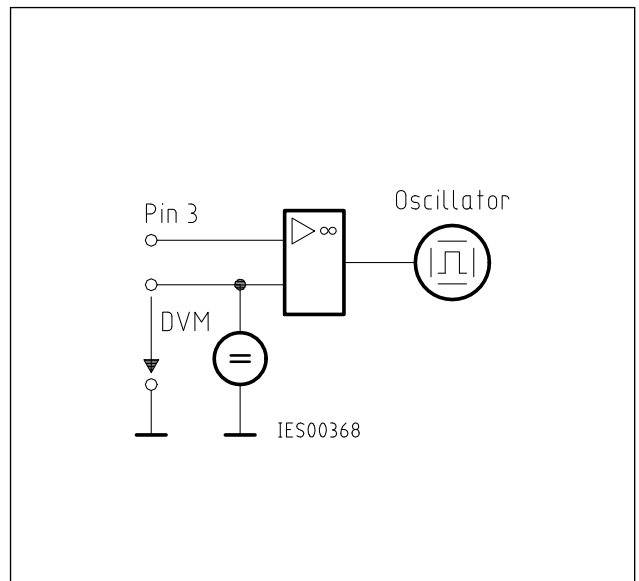 Pin 3
Oscillator
▷ ∞
DVM
=
IES00368